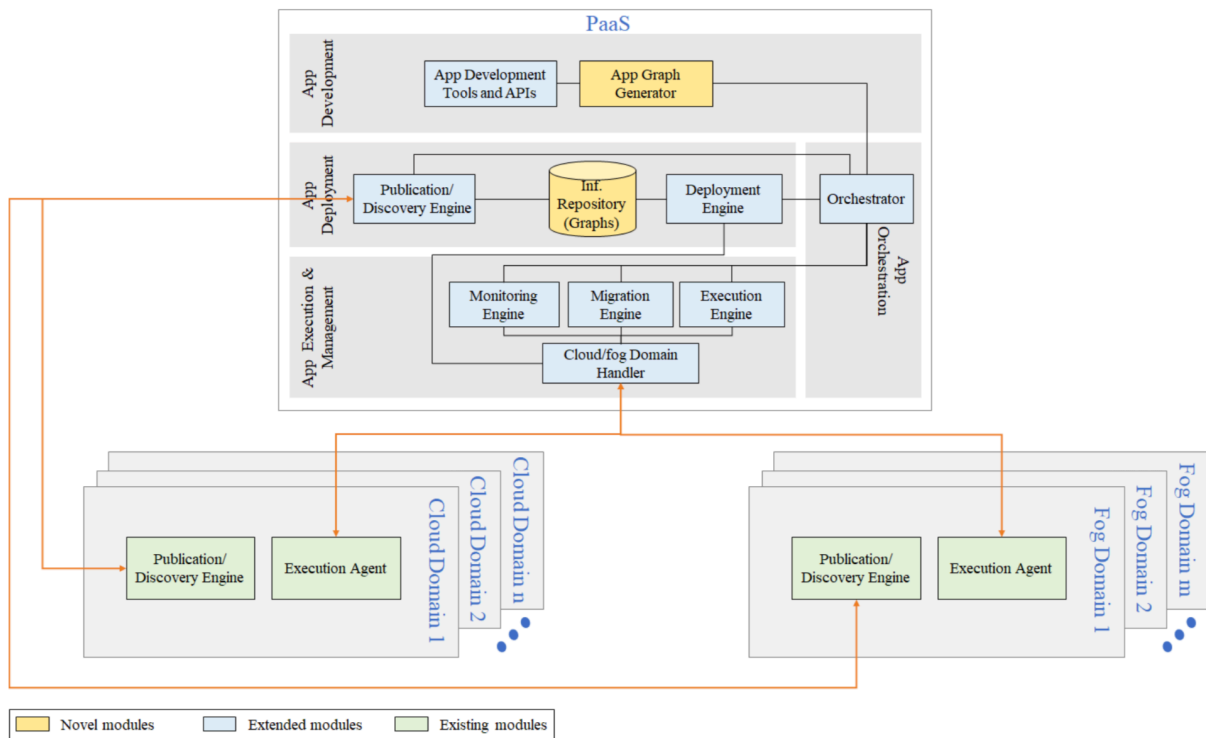 PaaS
App
Development
App Development
Tools and APIs
App Graph
Generator
App
Deployment
Publication/
Discovery Engine
Inf.
Repository
(Graphs)
Deployment
Engine
Orchestrator
App
Orchestration
App Execution &
Management
Monitoring
Engine
Migration
Engine
Execution
Engine
Cloud/fog Domain
Handler
Publication/
Discovery Engine
Execution Agent
Cloud Domain 1
Cloud Domain 2
Cloud Domain n
Publication/
Discovery Engine
Execution Agent
Fog Domain 1
Fog Domain 2
Fog Domain m
Novel modules
Extended modules
Existing modules